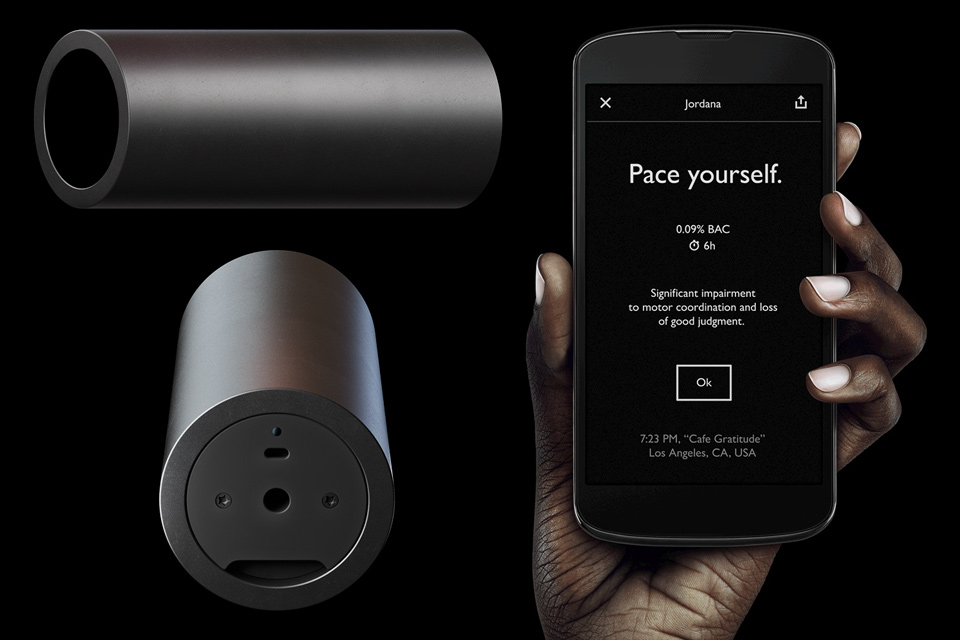 Jordana
Pace yourself.
0.09% BAC
6h
Significant impairment
to motor coordination and loss
of good judgment.
Ok
7:23 PM, “Cafe Gratitude”
Los Angeles, CA, USA